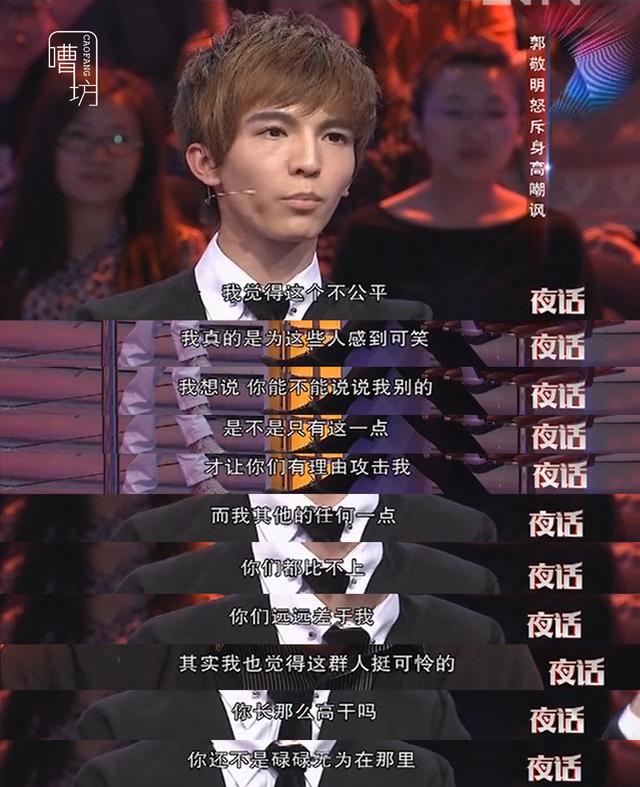 嘈坊
CAOFANG
郭敬明怒斥身高嘲讽
我觉得这个不公平
夜话
我真的是为这些人感到可笑
夜话
我想说 你能不能说说我别的
夜话
是不是只有这一点
夜话
才让你们有理由攻击我
夜话
而我其他的任何一点
夜话
你们都比不上
夜话
你们远远差于我
夜话
其实我也觉得这群人挺可怜的
夜话
你长那么高干吗
夜话
你还不是碌碌无为在那里
夜话